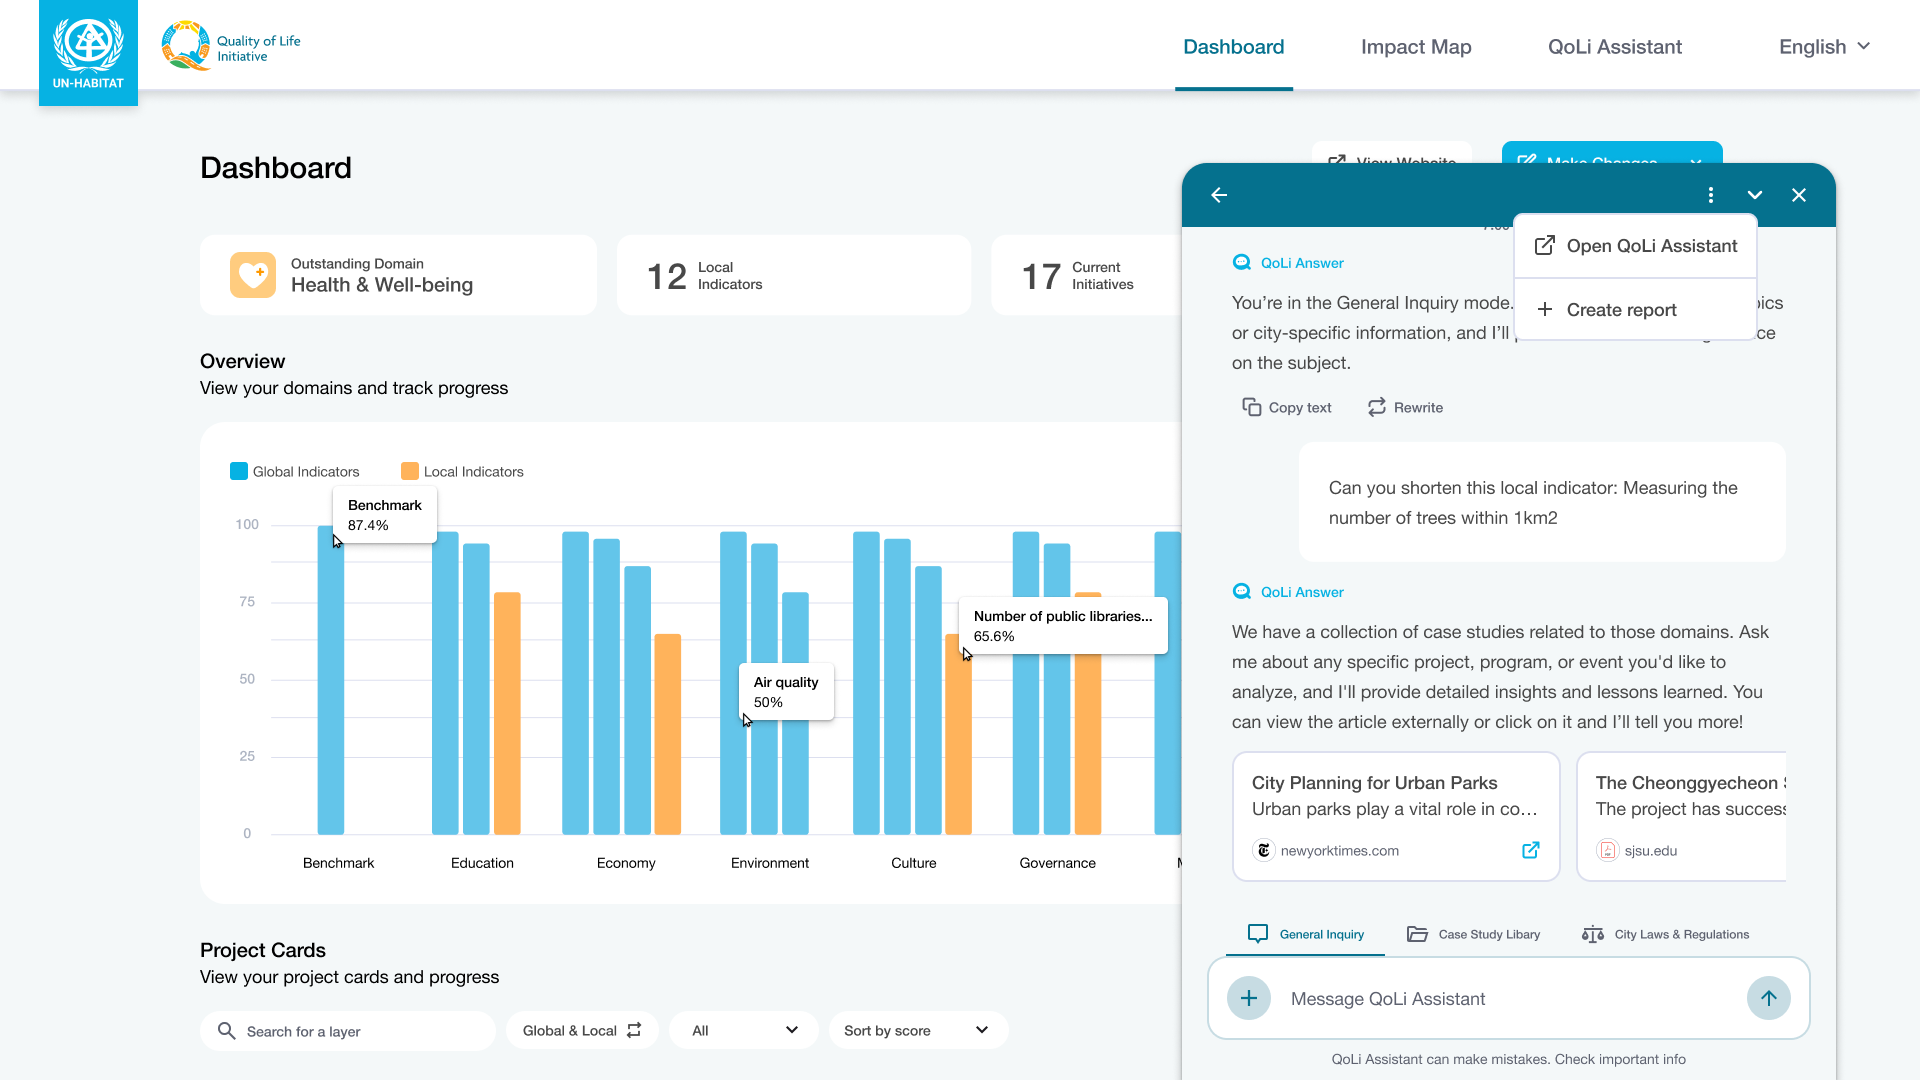 UN-HABITAT
Quality of Life
Initiative
Dashboard
Impact Map
QoLi Assistant
English
Dashboard
View Website
Make Changes
Outstanding Domain
Health & Well-being
12
Local
Indicators
17
Current
Initiatives
Overview
View your domains and track progress
Global Indicators
Local Indicators
Benchmark
87.4%
100
75
50
25
0
Number of public libraries...
65.6%
Air quality
50%
Benchmark
Education
Economy
Environment
Culture
Governance
Project Cards
View your project cards and progress
Search for a layer
Global & Local
All
Sort by score
Open QoLi Assistant
Create report
QoLi Answer
You’re in the General Inquiry mode.
or city-specific information, and I’ll
on the subject.
Copy text
Rewrite
Can you shorten this local indicator: Measuring the
number of trees within 1km2
QoLi Answer
We have a collection of case studies related to those domains. Ask
me about any specific project, program, or event you'd like to
analyze, and I'll provide detailed insights and lessons learned. You
can view the article externally or click on it and I’ll tell you more!
City Planning for Urban Parks
Urban parks play a vital role in co…
newyorktimes.com
The Cheonggyecheon
The project has success
sjsu.edu
General Inquiry
Case Study Libary
City Laws & Regulations
Message QoLi Assistant
QoLi Assistant can make mistakes. Check important info